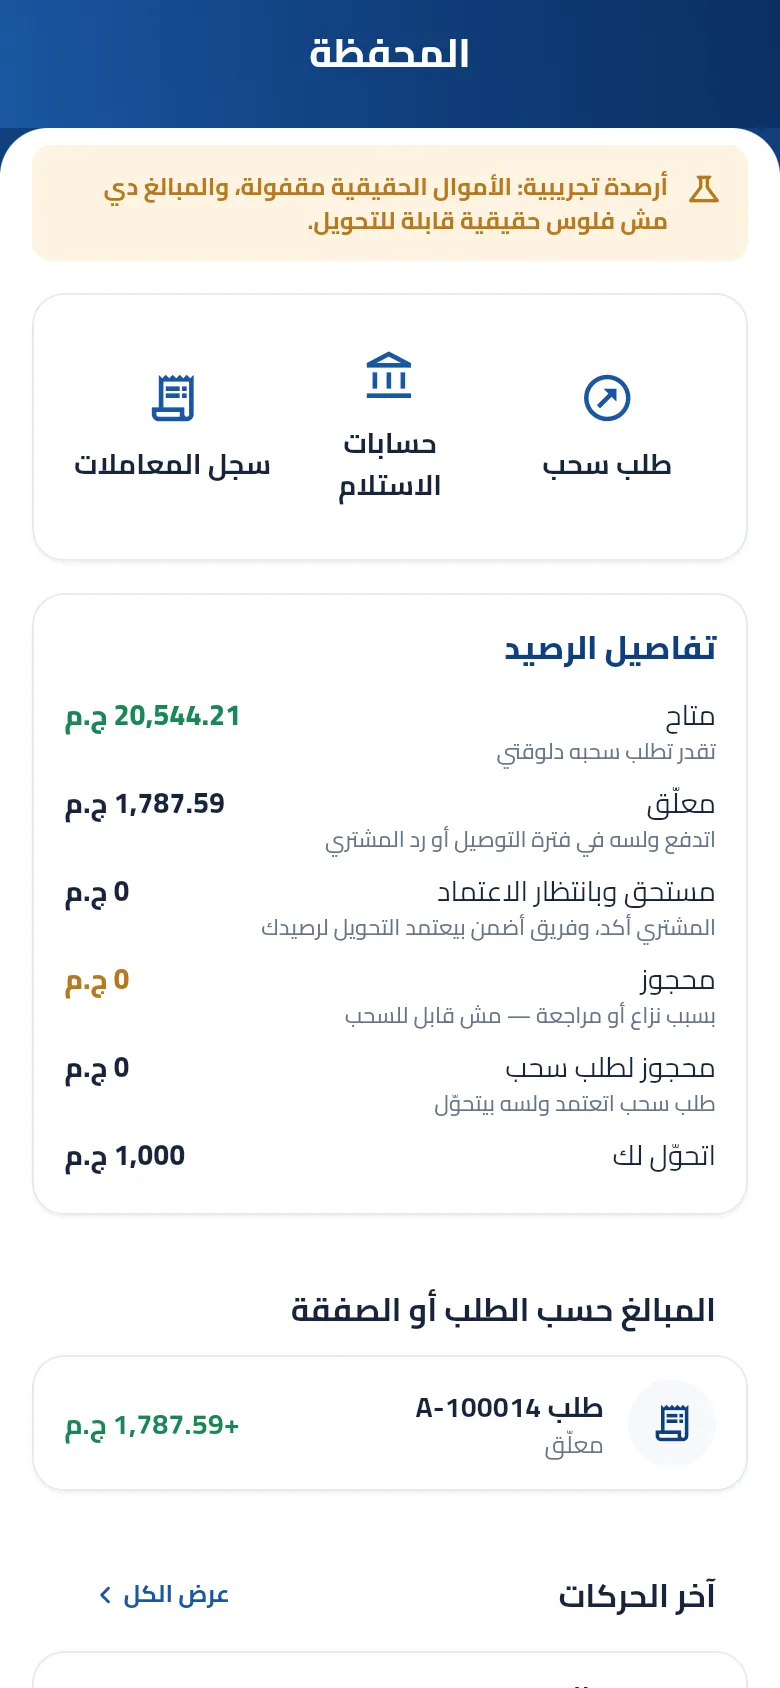 المحفظة
أرصدة تجريبية: الأموال الحقيقية مقفولة، والمبالغ دي
مش فلوس حقيقية قابلة للتحويل.
طلب سحب
حسابات
الاستلام
سجل المعاملات
تفاصيل الرصيد
متاح
20,544.21 ج.م
تقدر تطلب سحبه دلوقتي
معلّق
1,787.59 ج.م
اتدفع ولسه في فترة التوصيل أو رد المشتري
مستحق وبانتظار الاعتماد
0 ج.م
المشتري أكد، وفريق أضمن بيعتمد التحويل لرصيدك
محجوز
0 ج.م
بسبب نزاع أو مراجعة — مش قابل للسحب
محجوز لطلب سحب
0 ج.م
طلب سحب اتعتمد ولسه بيتحوّل
اتحوّل لك
1,000 ج.م
المبالغ حسب الطلب أو الصفقة
طلب A-100014
معلّق
+1,787.59 ج.م
آخر الحركات
عرض الكل